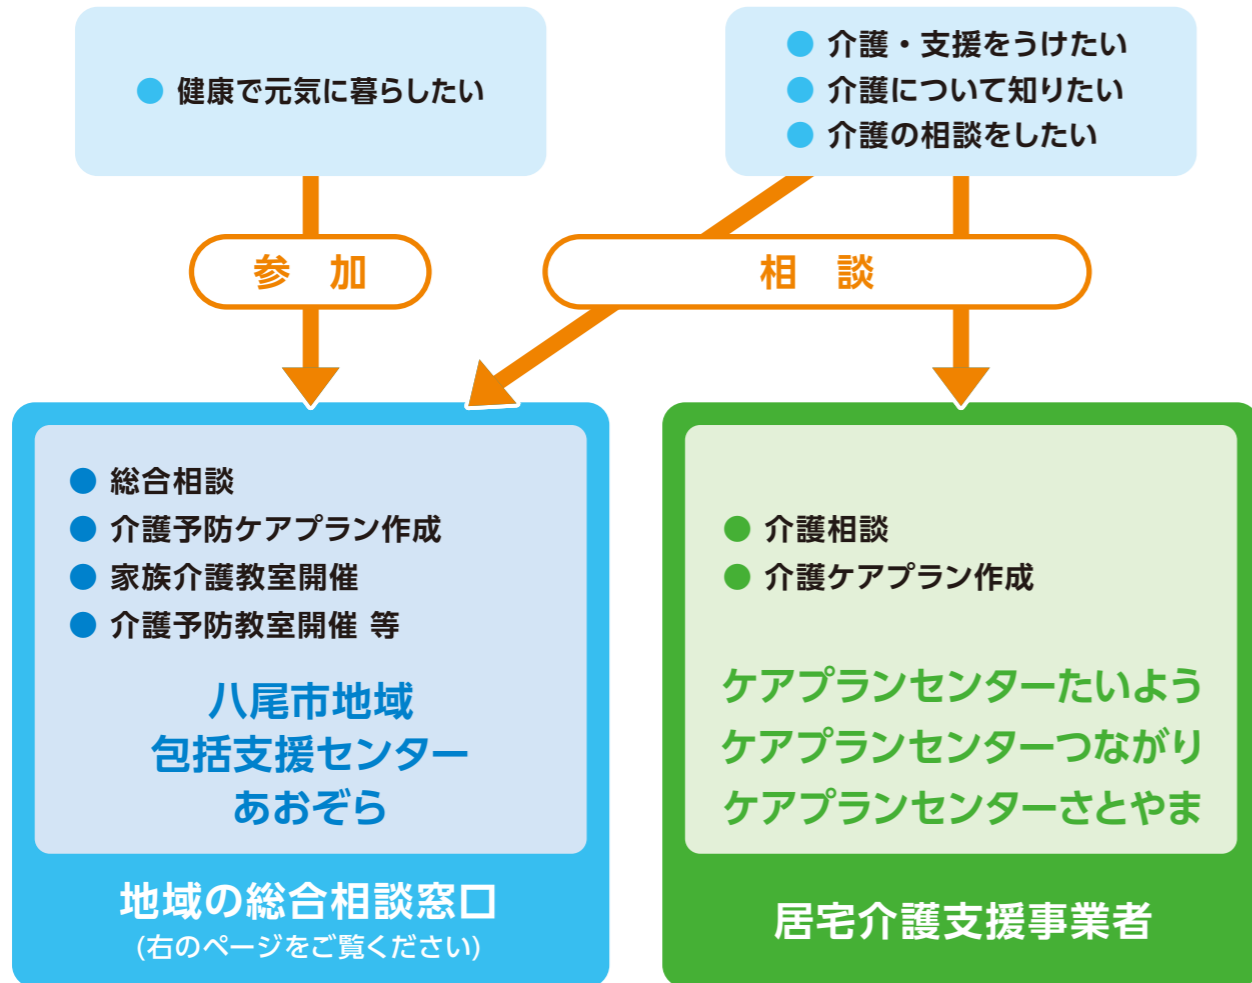 ● 健康で元気に暮らしたい
● 介護・支援をうけたい
● 介護について知りたい
● 介護の相談をしたい
参 加
相 談
● 総合相談
● 介護予防ケアプラン作成
● 家族介護教室開催
● 介護予防教室開催 等
八尾市地域
包括支援センター
あおぞら
地域の総合相談窓口
(右のページをご覧ください)
● 介護相談
● 介護ケアプラン作成
ケアプランセンターたいよう
ケアプランセンターつながり
ケアプランセンターさとやま
居宅介護支援事業者